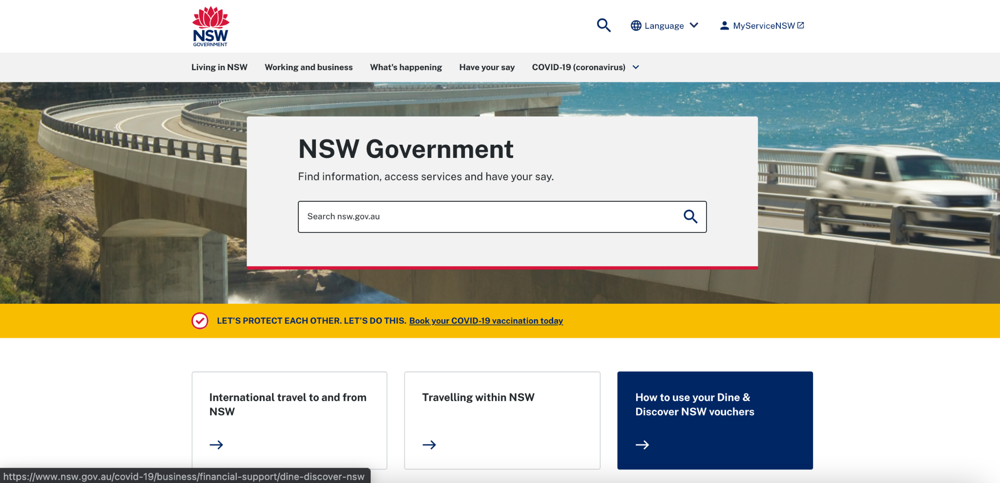 NSW
GOVERNMENT
Language
MyServiceNSW
Living in NSW
Working and business
What's happening
Have your say
COVID-19 (coronavirus)
NSW Government
Find information, access services and have your say.
Search nsw.gov.au
LET’S PROTECT EACH OTHER. LET’S DO THIS. Book your COVID-19 vaccination today
International travel to and from
NSW
Travelling within NSW
How to use your Dine &
Discover NSW vouchers
https://www.nsw.gov.au/covid-19/business/financial-support/dine-discover-nsw